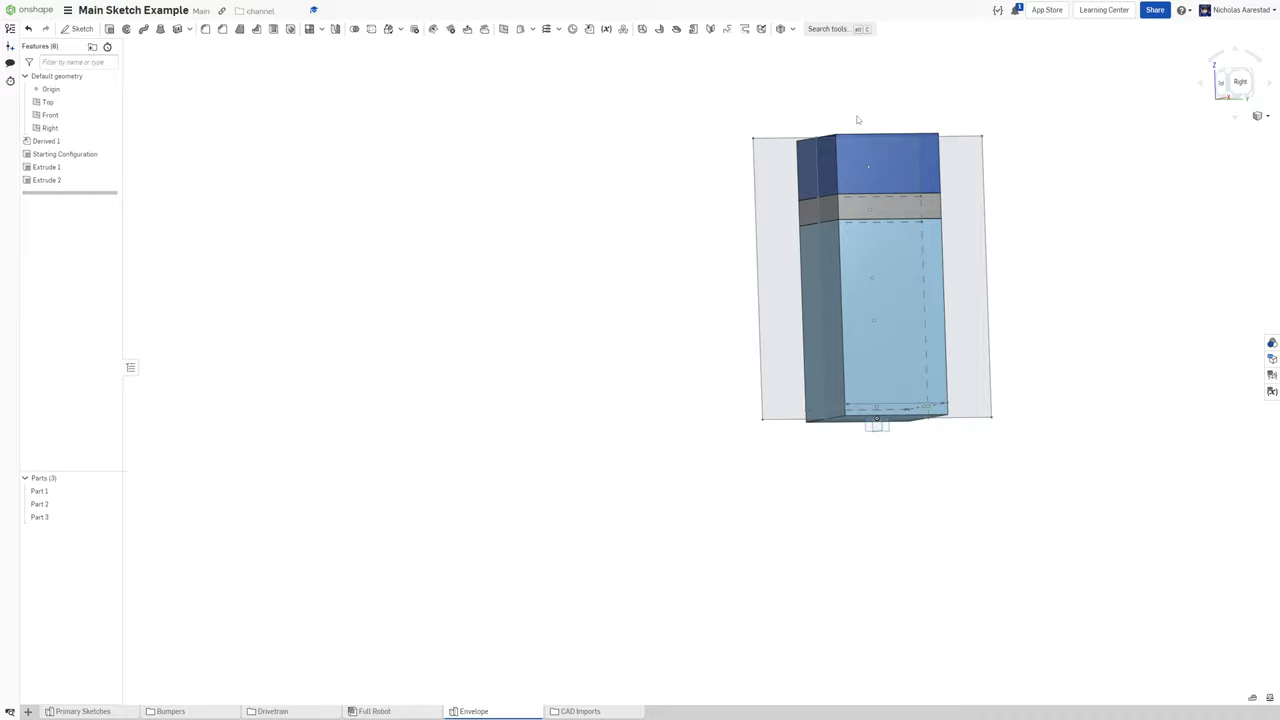 onshape
Main Sketch Example
Main
channel
1
App Store
Learning Center
Share
Nicholas Aarestad
Sketch
Search tools...
alt
C
Features (8)
Filter by name or type
Default geometry
Origin
Top
Front
Right
Derived 1
Starting Configuration
Extrude 1
Extrude 2
Z
Right
X
Y
Parts (3)
Part 1
Part 2
Part 3
Primary Sketches
Bumpers
Drivetrain
Full Robot
Envelope
CAD Imports